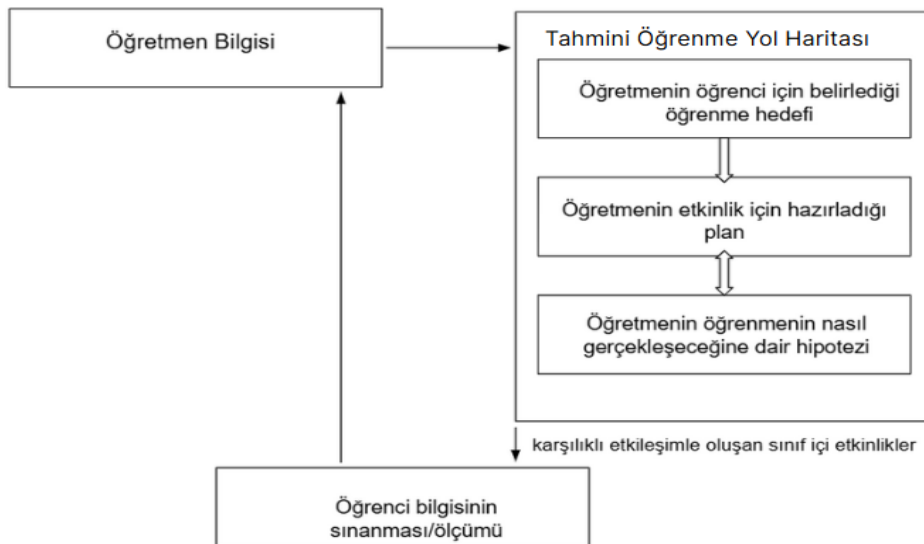 Öğretmen Bilgisi
Tahmini Öğrenme Yol Haritası
Öğretmenin öğrenci için belirlediği
öğrenme hedefi
Öğretmenin etkinlik için hazırladığı
plan
Öğretmenin öğrenmenin nasıl
gerçekleşeceğine dair hipotezi
karşılıklı etkileşimle oluşan sınıf içi etkinlikler
Öğrenci bilgisinin
sınanması/ölçümü